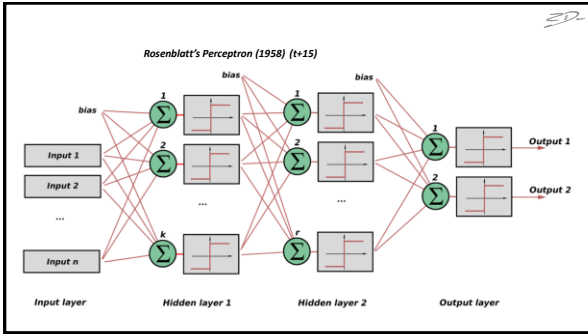 Rosenblatt's Perceptron (1958) (t+15)
bias
bias
bias
1
Σ
2
Σ
...
k
Σ
1
Σ
2
Σ
...
r
Σ
1
Σ
2
Σ
Input 1
Input 2
...
Input n
Output 1
Output 2
Input layer
Hidden layer 1
Hidden layer 2
Output layer